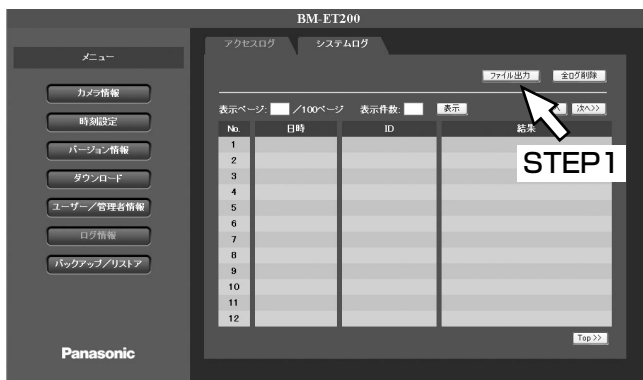 BM-ET200
メニュー
カメラ情報
時刻設定
バージョン情報
ダウンロード
ユーザー／管理者情報
ログ情報
バックアップ／リストア
Panasonic
アクセスログ システムログ
ファイル出力 全ログ削除
表示ページ: ／100ページ 表示件数: 表示 次へ>>
No. 日時 ID 結果
1
2
3
4
5
6
7
8
9
10
11
12
STEP1
Top >>